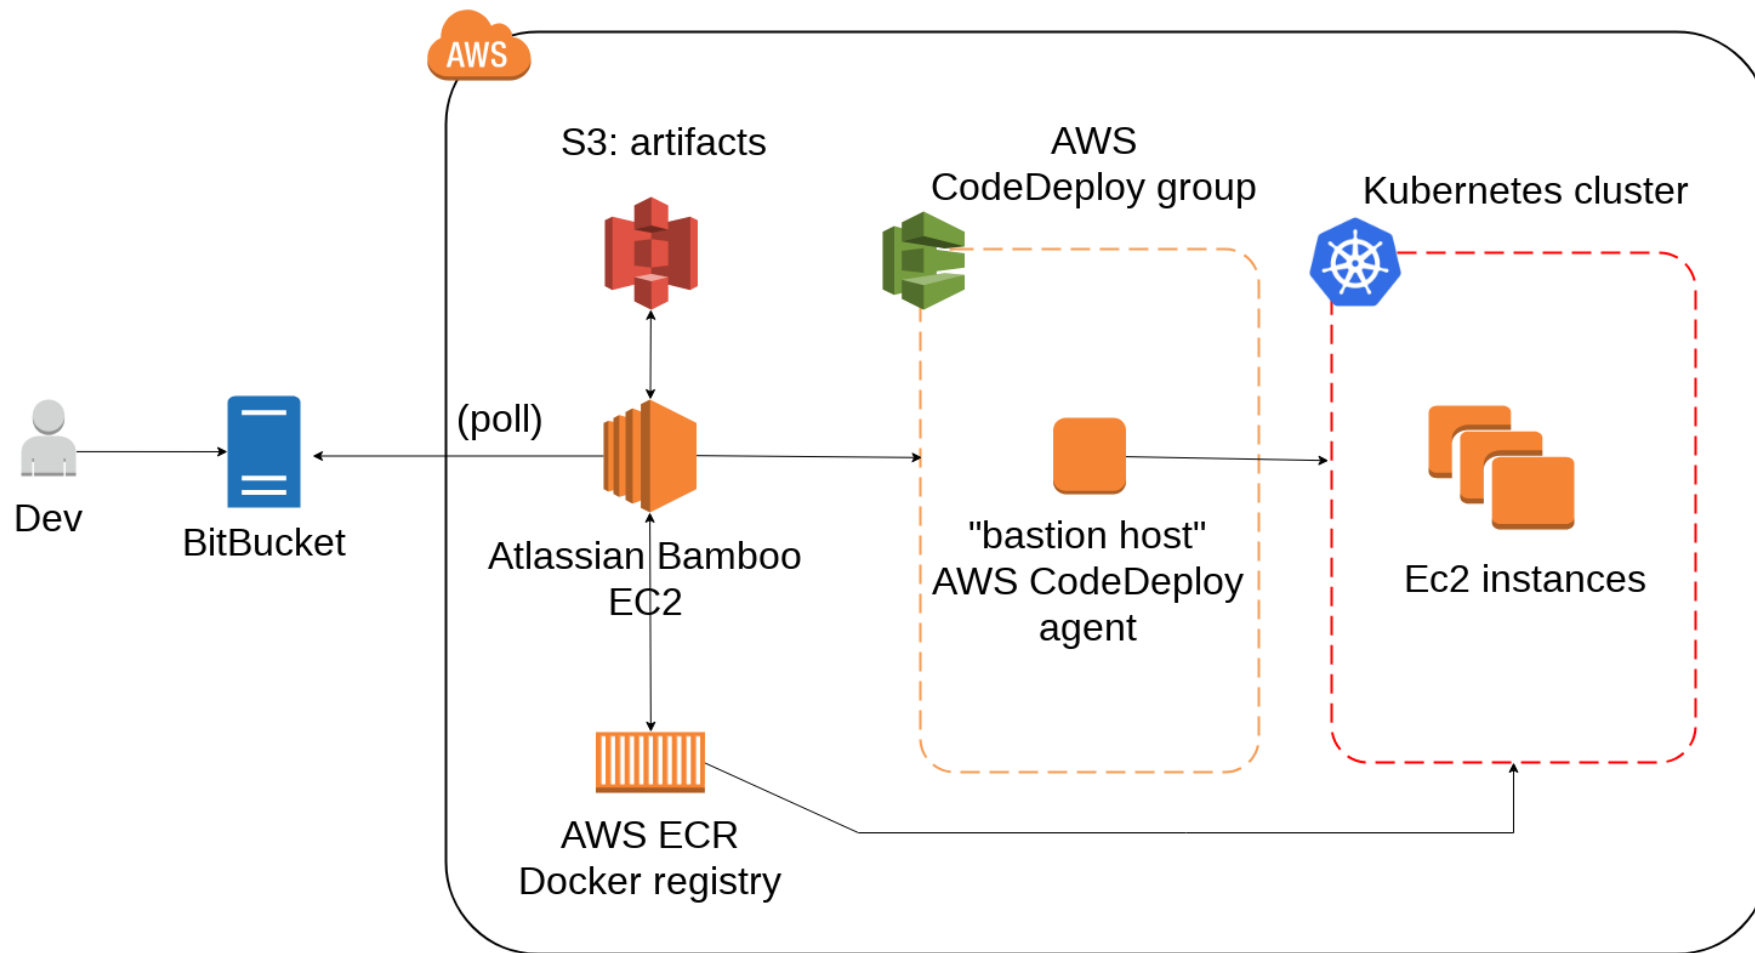 AWS
S3: artifacts
AWS
CodeDeploy group
Kubernetes cluster
(poll)
Dev
BitBucket
Atlassian Bamboo
EC2
"bastion host"
AWS CodeDeploy
agent
Ec2 instances
AWS ECR
Docker registry